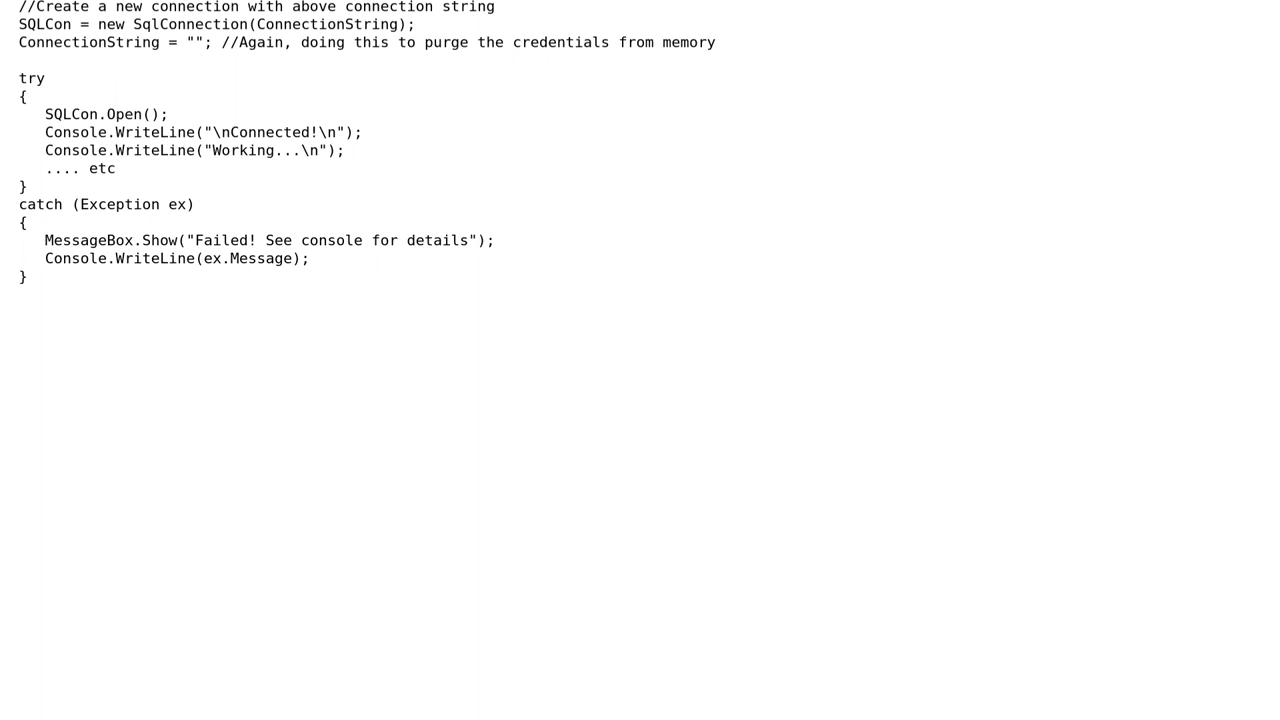 //Create a new connection with above connection string
SQLCon = new SqlConnection(ConnectionString);
ConnectionString = ""; //Again, doing this to purge the credentials from memory

try
{
   SQLCon.Open();
   Console.WriteLine("\nConnected!\n");
   Console.WriteLine("Working...\n");
   .... etc
}
catch (Exception ex)
{
   MessageBox.Show("Failed! See console for details");
   Console.WriteLine(ex.Message);
}